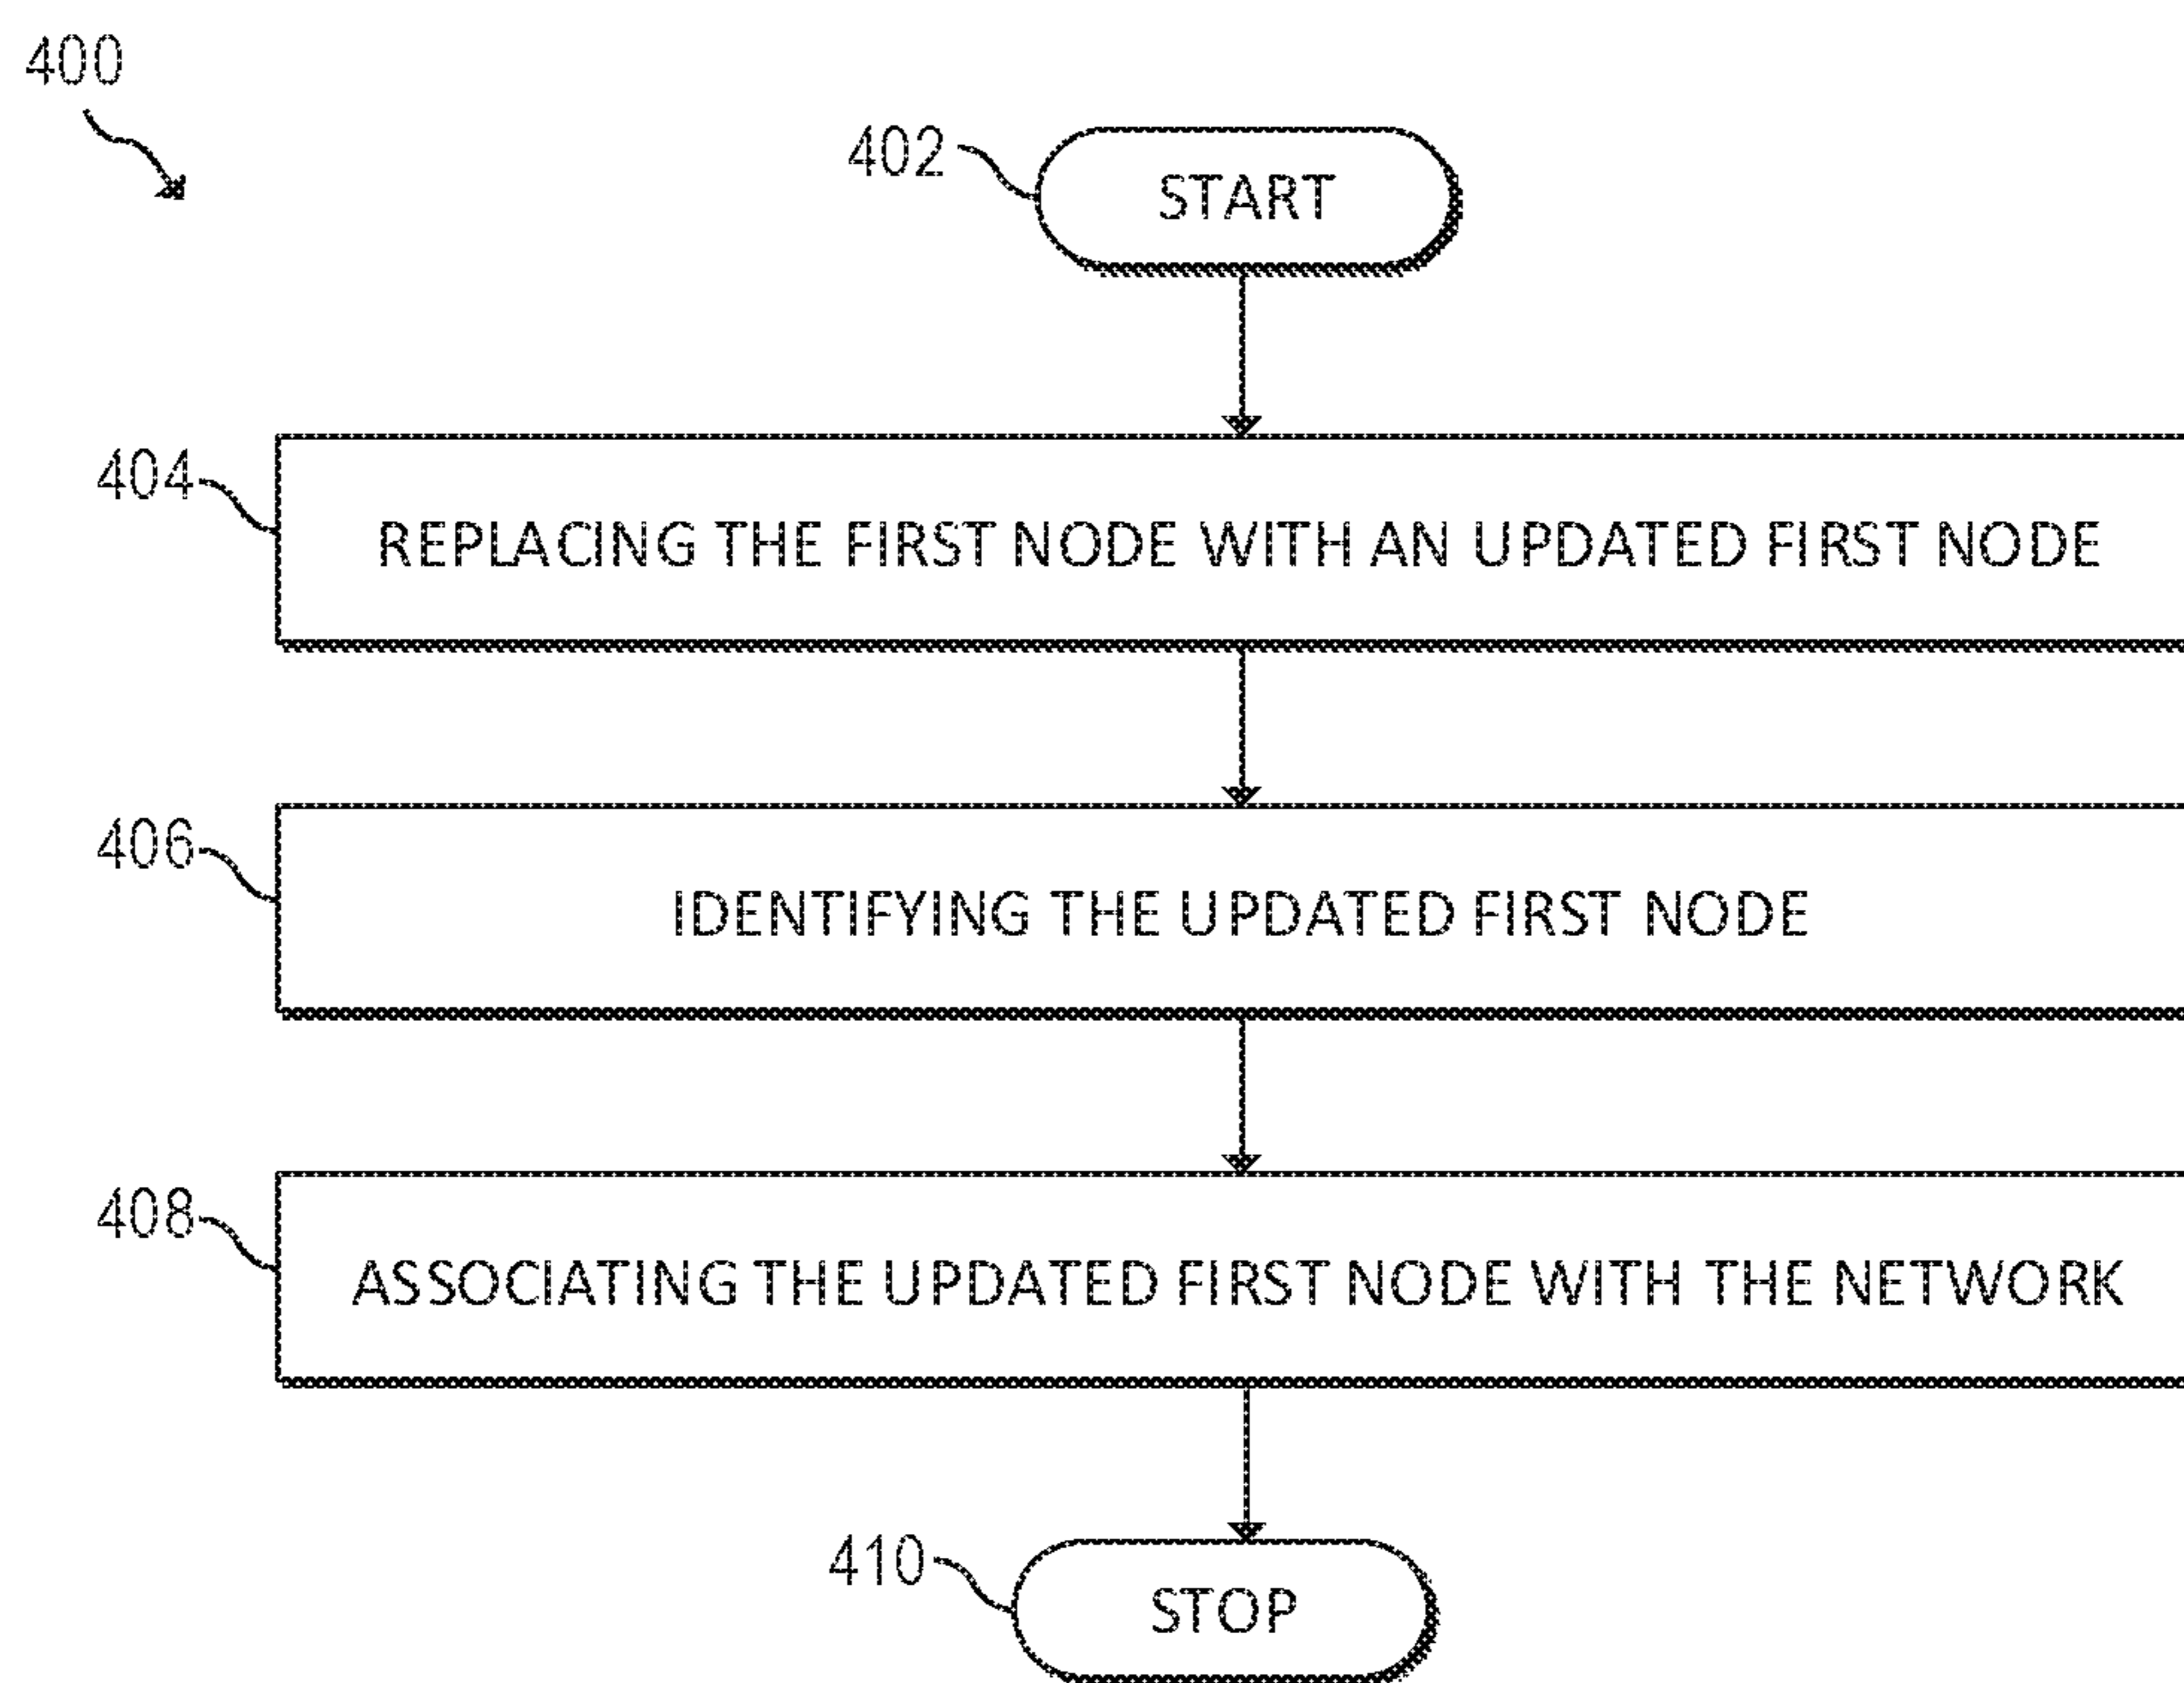 400
402
START
404
REPLACING THE FIRST NODE WITH AN UPDATED FIRST NODE
406
IDENTIFYING THE UPDATED FIRST NODE
408
ASSOCIATING THE UPDATED FIRST NODE WITH THE NETWORK
410
STOP